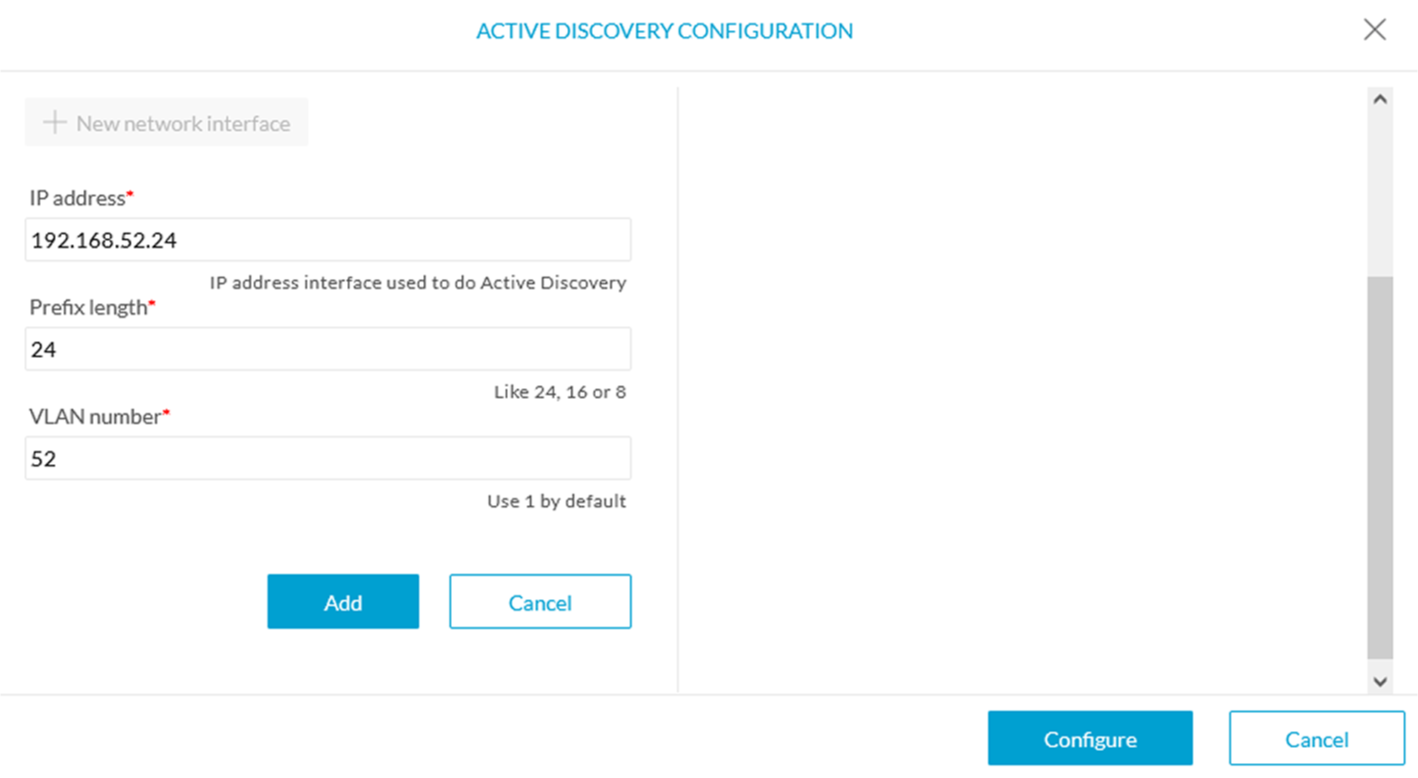 ACTIVE DISCOVERY CONFIGURATION
New network interface
IP address*
192.168.52.24
IP address interface used to do Active Discovery
Prefix length*
24
Like 24, 16 or 8
VLAN number*
52
Use 1 by default
Add Cancel
Configure Cancel